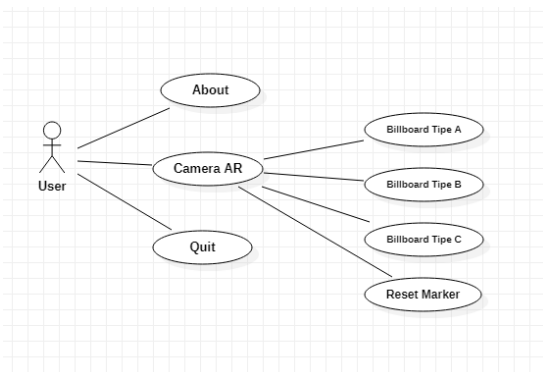 About
Billboard Tipe A
Camera AR
Billboard Tipe B
User
Billboard Tipe C
Quit
Reset Marker